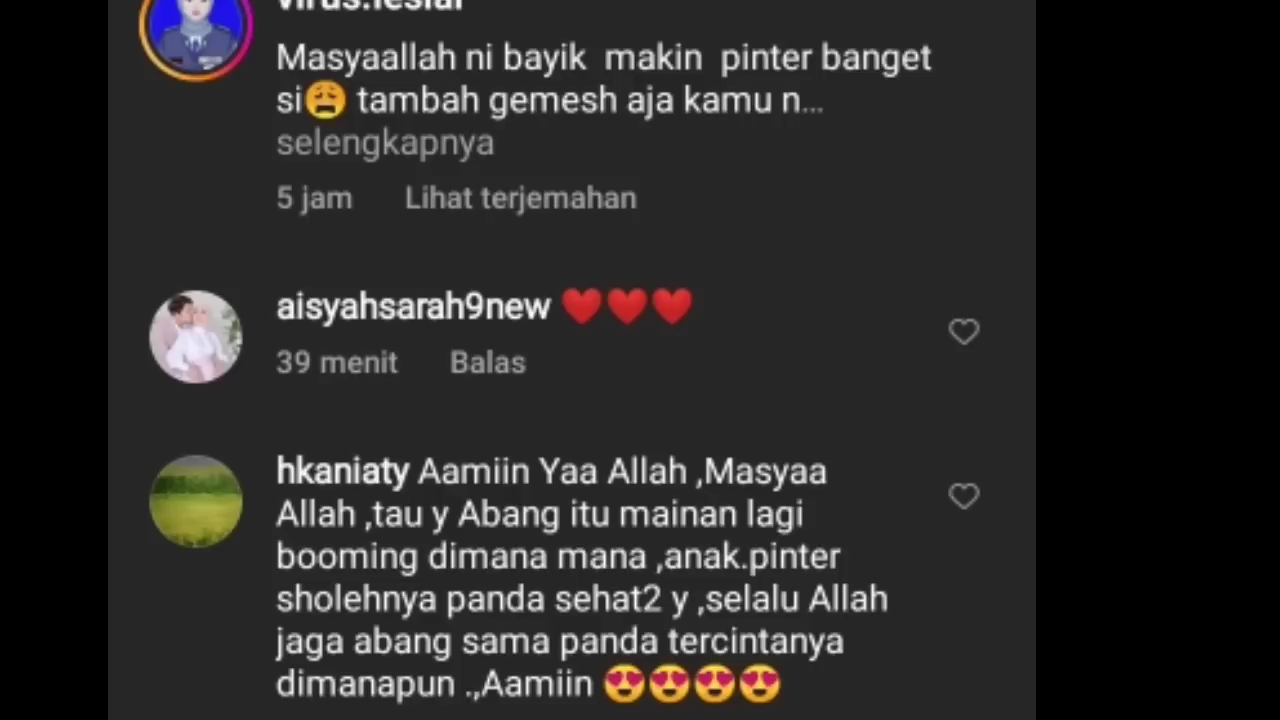 Masyaallah ni bayik makin pinter banget
si😩 tambah gemesh aja kamu n...
selengkapnya
5 jam Lihat terjemahan
aisyahsarah9new ❤️❤️❤️
39 menit Balas
hkaniaty Aamiin Yaa Allah ,Masyaa
Allah ,tau y Abang itu mainan lagi
booming dimana mana ,anak.pinter
sholehnya panda sehat2 y ,selalu Allah
jaga abang sama panda tercintanya
dimanapun .,Aamiin 😍😍😍😍